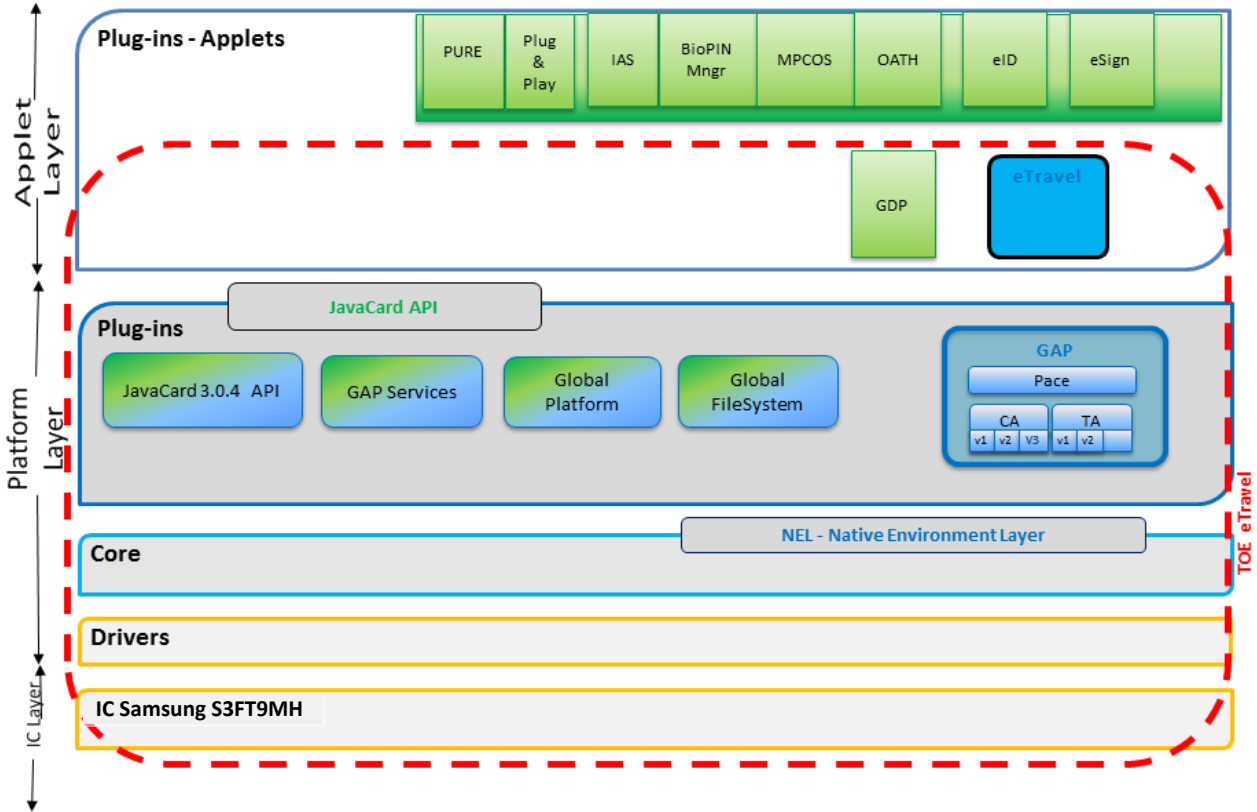 Plug-ins - Applets
PURE
Plug
&
Play
IAS
BioPIN
Mngr
MPCOS
OATH
eID
eSign
Applet
Layer
GDP
eTravel
JavaCard API
Plug-ins
JavaCard 3.0.4 API
GAP Services
Global
Platform
Global
FileSystem
GAP
Pace
CA
TA
v1
v2
V3
v1
v2
Platform
Layer
NEL - Native Environment Layer
Core
TOE eTravel
Drivers
IC Samsung S3FT9MH
IC Layer